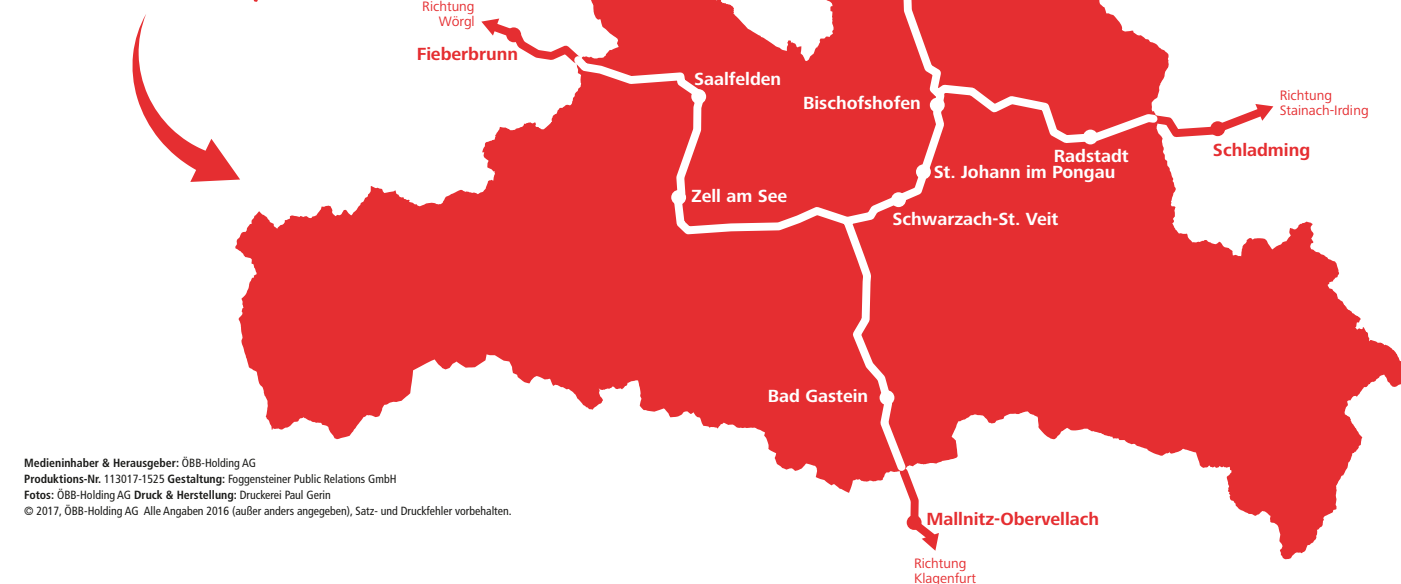 Richtung
Wörgl
Fieberbrunn
Saalfelden
Bischofshofen
Richtung
Stainach-Irding
Radstadt
Schladming
St. Johann im Pongau
Zell am See
Schwarzach-St. Veit
Bad Gastein
Medieninhaber & Herausgeber: ÖBB-Holding AG
Produktions-Nr. 113017-1525 Gestaltung: Foggensteiner Public Relations GmbH
Fotos: ÖBB-Holding AG Druck & Herstellung: Druckerei Paul Gerin
© 2017, ÖBB-Holding AG Alle Angaben 2016 (außer anders angegeben), Satz- und Druckfehler vorbehalten.
Mallnitz-Obervellach
Richtung
Klagenfurt